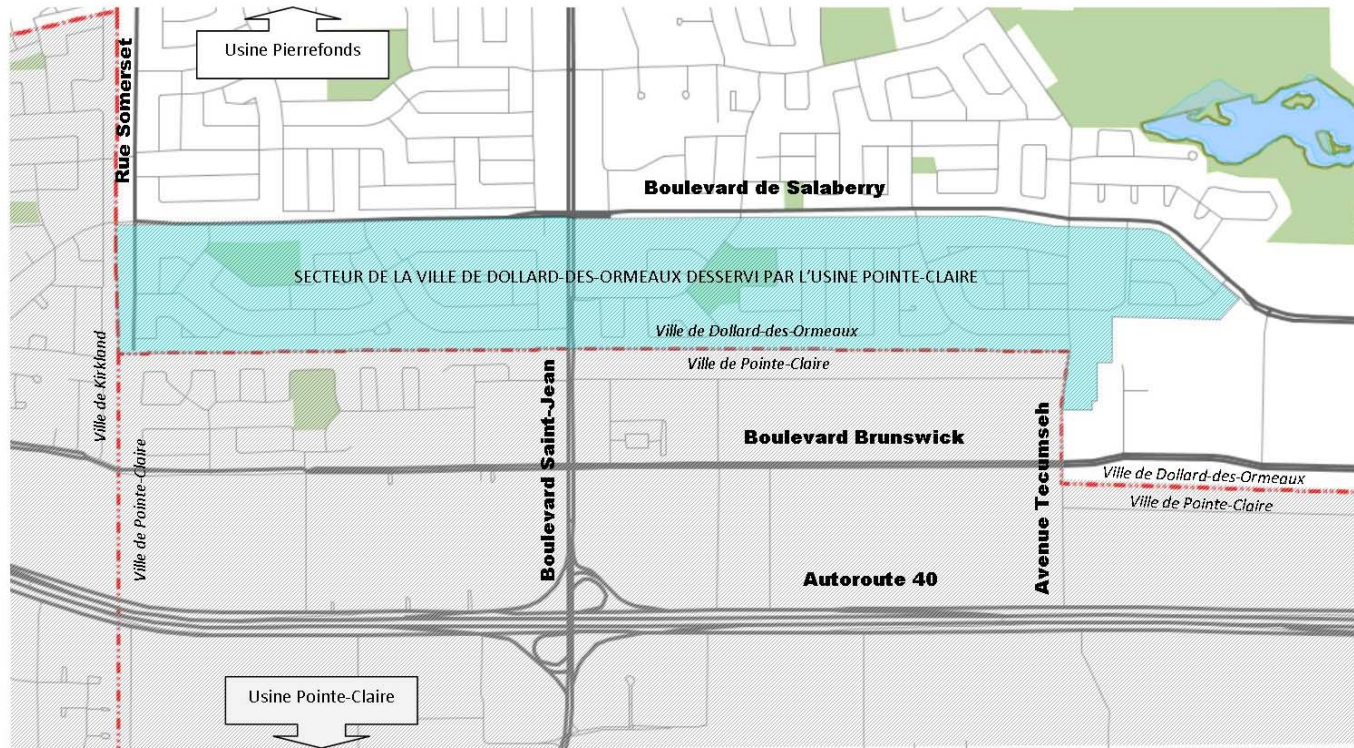 Usine Pierrefonds
Rue Somerset
Boulevard de Salaberry
SECTEUR DE LA VILLE DE DOLLARD-DES-ORMEAUX DESSERVI PAR L'USINE POINTE-CLAIRE
Ville de Dollard-des-Ormeaux
Ville de Pointe-Claire
Ville de Kirkland
Ville de Pointe-Claire
Boulevard Saint-Jean
Boulevard Brunswick
Avenue Tecumseh
Ville de Dollard-des-Ormeaux
Ville de Pointe-Claire
Autoroute 40
Usine Pointe-Claire